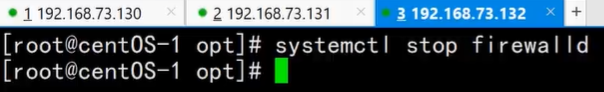 1 192.168.73.130 × 2 192.168.73.131 × 3 192.168.73.132 × +
[root@centOS-1 opt]# systemctl stop firewalld
[root@centOS-1 opt]#